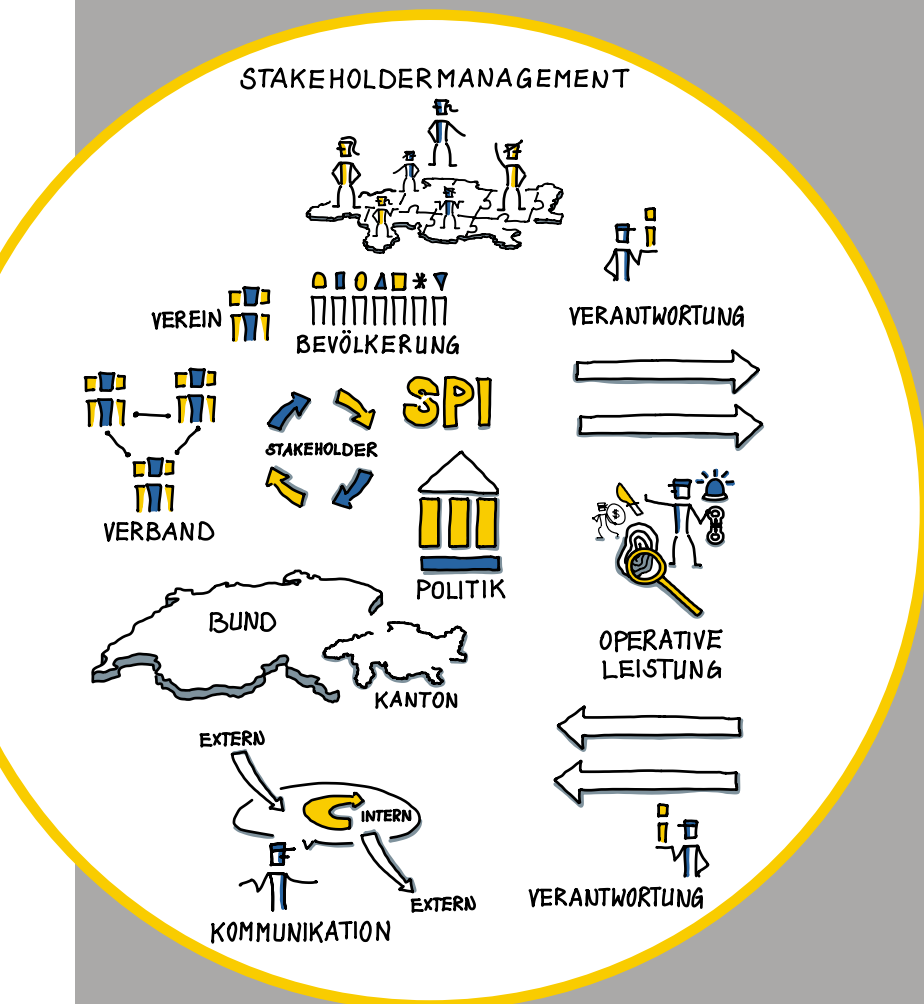 STAKEHOLDERMANAGEMENT
VEREIN
BEVÖLKERUNG
VERANTWORTUNG
SPI
STAKEHOLDER
VERBAND
POLITIK
$
OPERATIVE
LEISTUNG
BUND
KANTON
EXTERN
INTERN
EXTERN
KOMMUNIKATION
VERANTWORTUNG